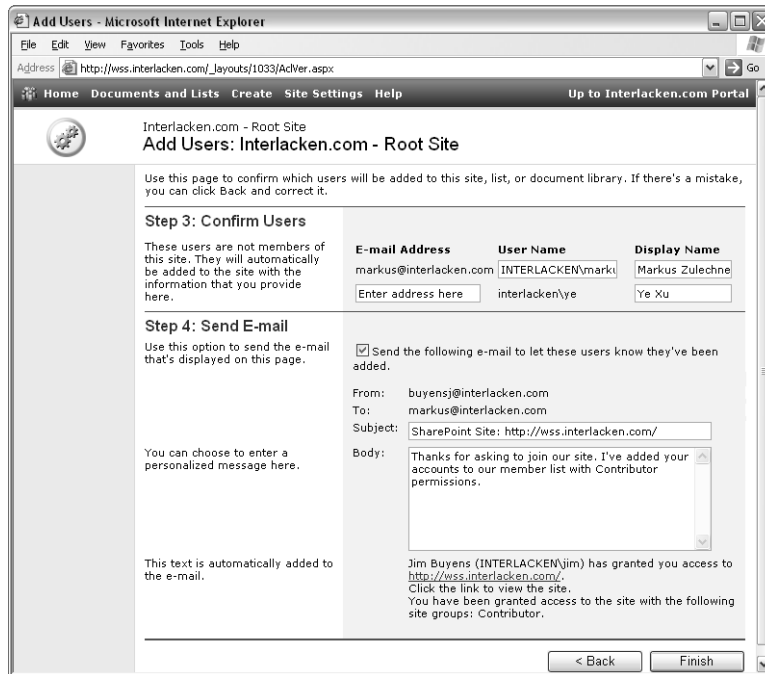 Add Users - Microsoft Internet Explorer
File Edit View Favorites Tools Help
Address http://wss.interlacken.com/_layouts/1033/AclVer.aspx Go
Home Documents and Lists Create Site Settings Help Up to Interlacken.com Portal
Interlacken.com - Root Site
Add Users: Interlacken.com - Root Site
Use this page to confirm which users will be added to this site, list, or document library. If there's a mistake,
you can click Back and correct it.
Step 3: Confirm Users
These users are not members of
this site. They will automatically
be added to the site with the
information that you provide
here.
E-mail Address User Name Display Name
markus@interlacken.com INTERLACKEN\marku Markus Zulechne
Enter address here interlacken\ye Ye Xu
Step 4: Send E-mail
Use this option to send the e-mail
that's displayed on this page.
Send the following e-mail to let these users know they've been
added.
From: buyensj@interlacken.com
To: markus@interlacken.com
Subject: SharePoint Site: http://wss.interlacken.com/
You can choose to enter a
personalized message here.
Body: Thanks for asking to join our site. I've added your
accounts to our member list with Contributor
permissions.
This text is automatically added to
the e-mail.
Jim Buyens (INTERLACKEN\jim) has granted you access to
http://wss.interlacken.com/.
Click the link to view the site.
You have been granted access to the site with the following
site groups: Contributor.
< Back Finish